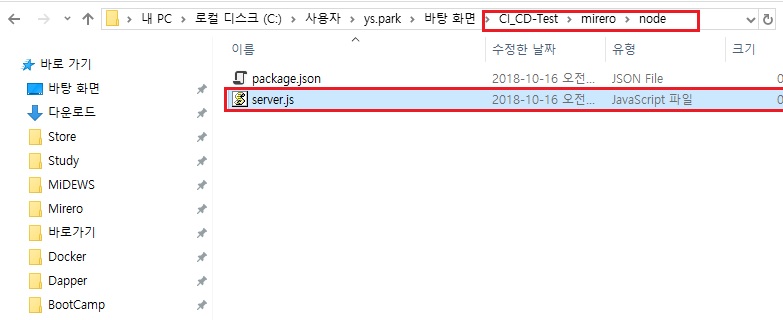 내 PC > 로컬 디스크 (C:) > 사용자 > ys.park > 바탕 화면 > CI_CD-Test > mirero > node
이름 수정한 날짜 유형 크기
바로 가기
바탕 화면
다운로드
Store
Study
MiDEWS
Mirero
바로가기
Docker
Dapper
BootCamp
package.json 2018-10-16 오전... JSON File 0
server.js 2018-10-16 오전... JavaScript 파일 0